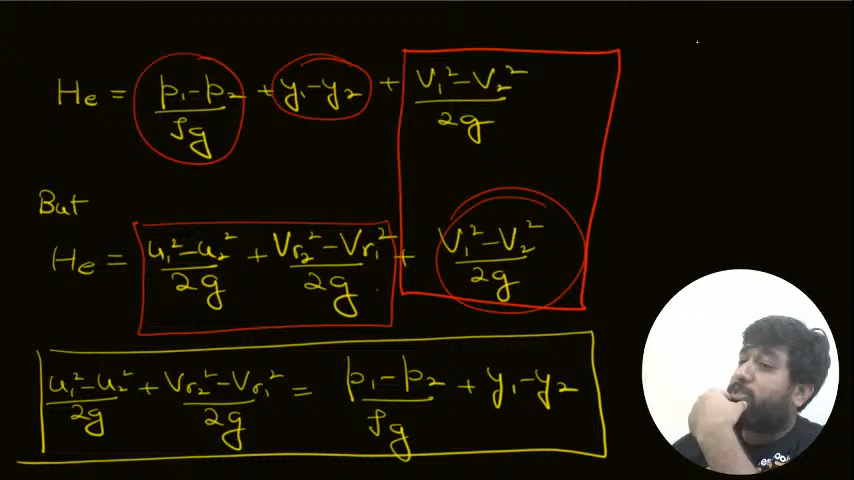 He = p₁-p₂/ρg + y₁-y₂ + V₁²-V₂²/2g
But
He = u₁²-u₂²/2g + Vr₂²-Vr₁²/2g + V₁²-V₂²/2g
u₁²-u₂²/2g + Vr₂²-Vr₁²/2g = p₁-p₂/ρg + y₁-y₂